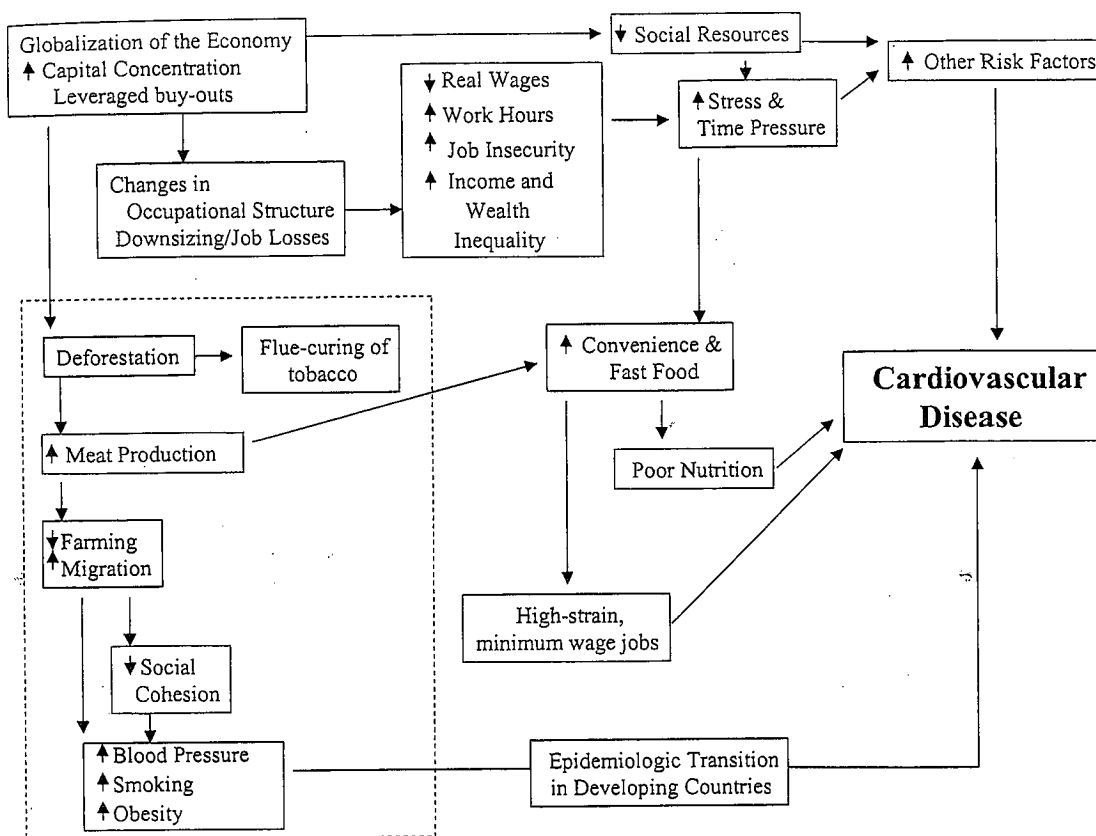 Globalization of the Economy
↑ Capital Concentration
Leveraged buy-outs
↓ Social Resources
↑ Other Risk Factors
↓ Real Wages
↑ Work Hours
↑ Job Insecurity
↑ Income and
Wealth
Inequality
↑ Stress &
Time Pressure
Changes in
Occupational Structure
Downsizing/Job Losses
Deforestation
Flue-curing of
tobacco
↑ Convenience &
Fast Food
Cardiovascular
Disease
↑ Meat Production
Poor Nutrition
↓ Farming
↑ Migration
High-strain,
minimum wage jobs
↓ Social
Cohesion
↑ Blood Pressure
↑ Smoking
↑ Obesity
Epidemiologic Transition
in Developing Countries